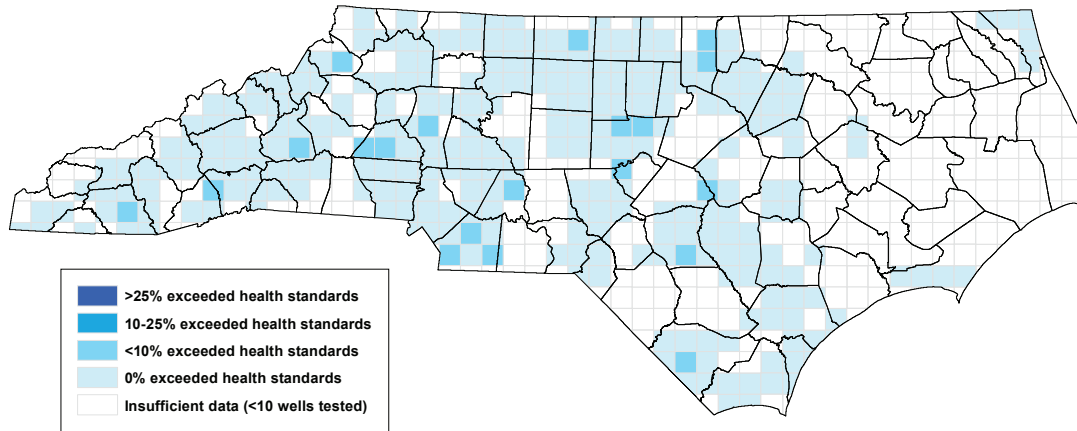 >25% exceeded health standards
10-25% exceeded health standards
<10% exceeded health standards
0% exceeded health standards
Insufficient data (<10 wells tested)